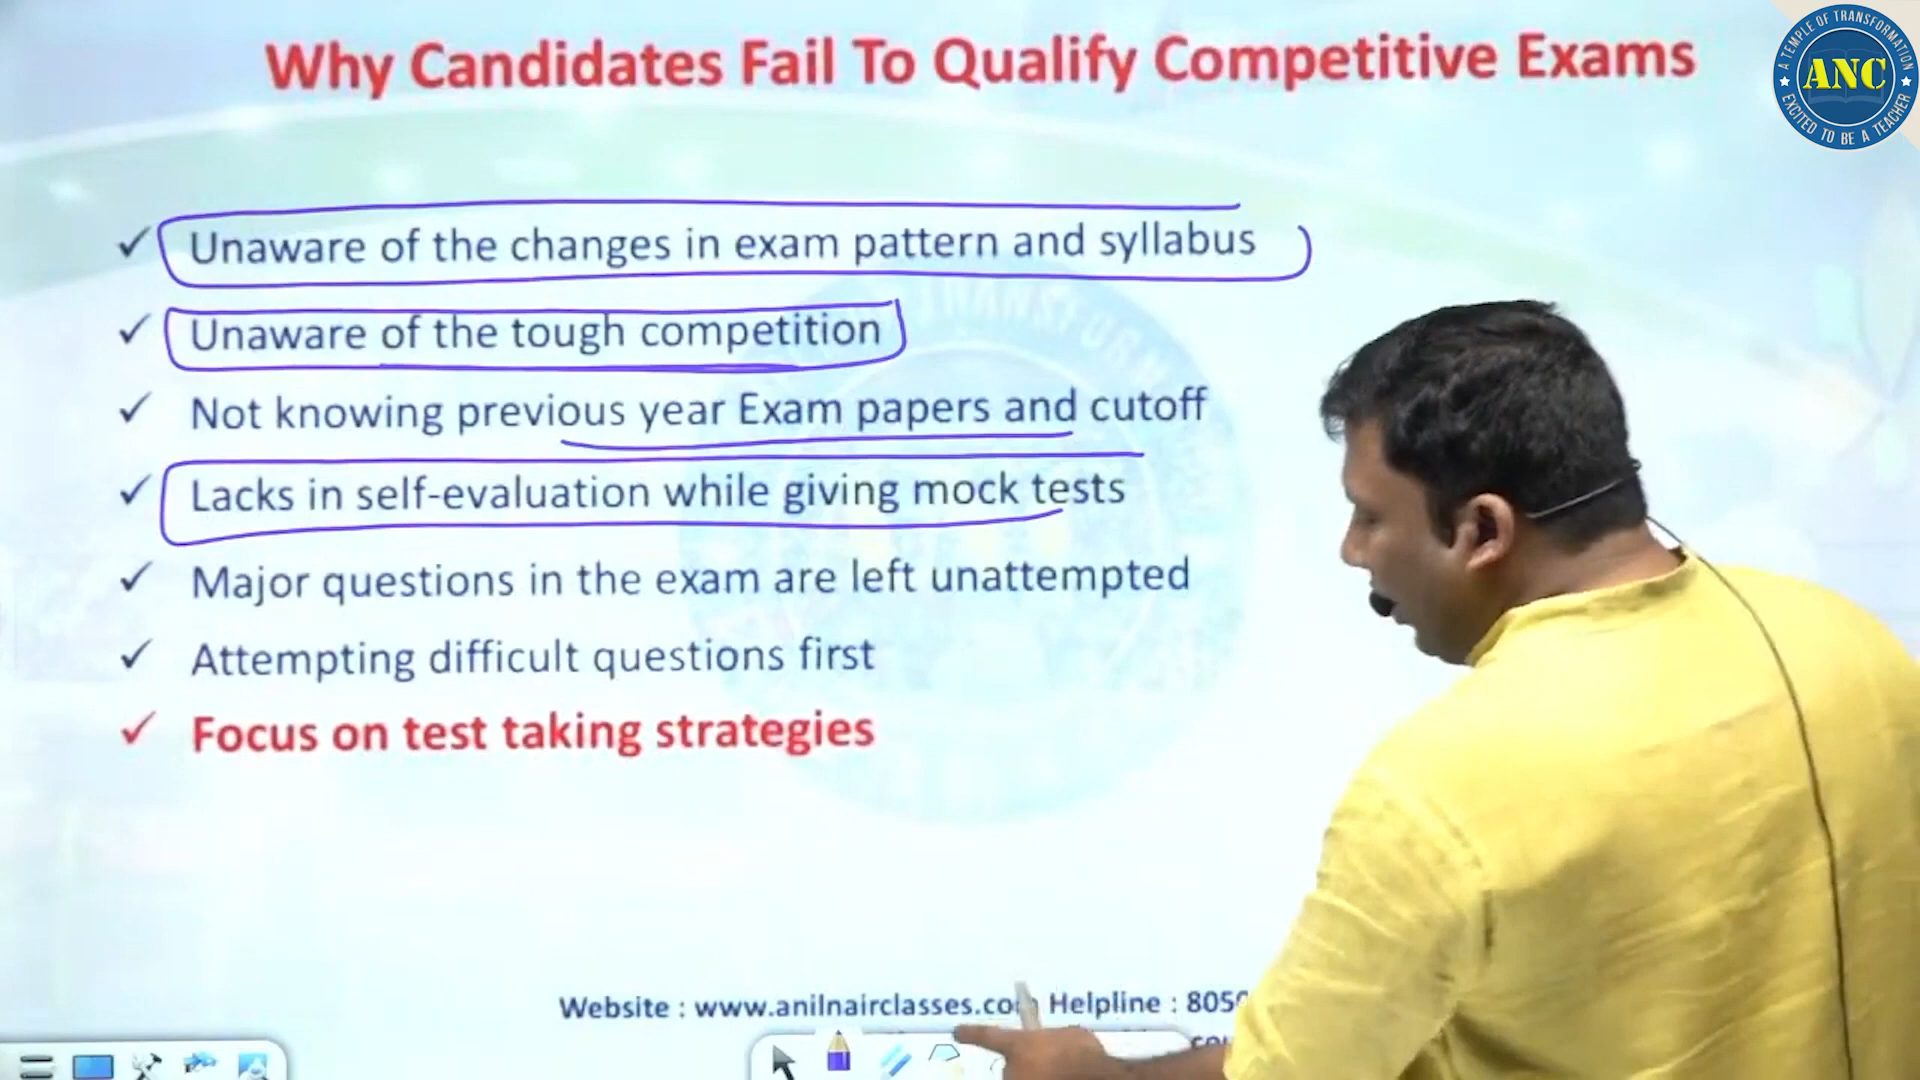 Why Candidates Fail To Qualify Competitive Exams
A TEMPLE OF TRANSFORMATION
ANC
EXCITED TO BE A TEACHER
Unaware of the changes in exam pattern and syllabus
Unaware of the tough competition
Not knowing previous year Exam papers and cutoff
Lacks in self-evaluation while giving mock tests
Major questions in the exam are left unattempted
Attempting difficult questions first
Focus on test taking strategies
Website : www.anilnairclasses.com Helpline : 805